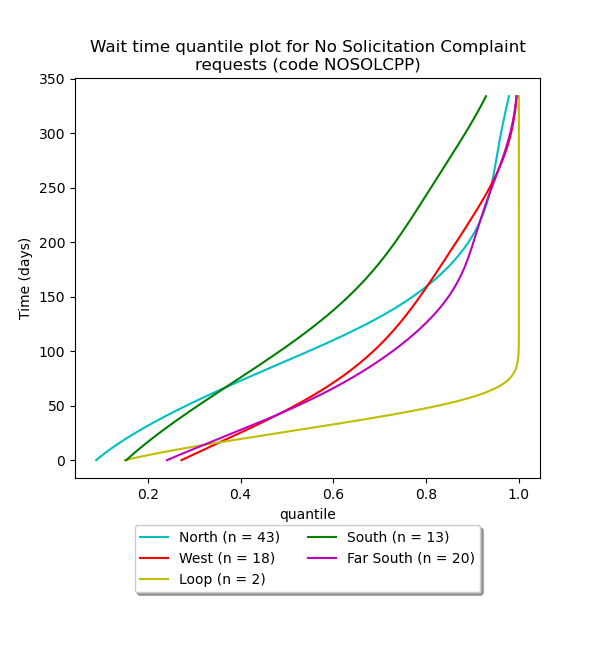 Wait time quantile plot for No Solicitation Complaint
requests (code NOSOLCPP)
Time (days)
350
300
250
200
150
100
50
0
0.2 0.4 0.6 0.8 1.0
quantile
North (n = 43) South (n = 13)
West (n = 18) Far South (n = 20)
Loop (n = 2)